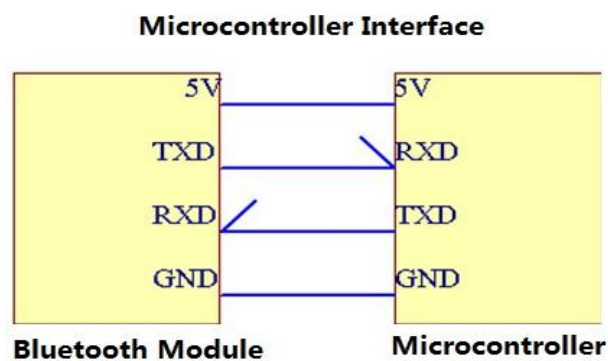 Microcontroller Interface
5V 5V
TXD RXD
RXD TXD
GND GND
Bluetooth Module Microcontroller